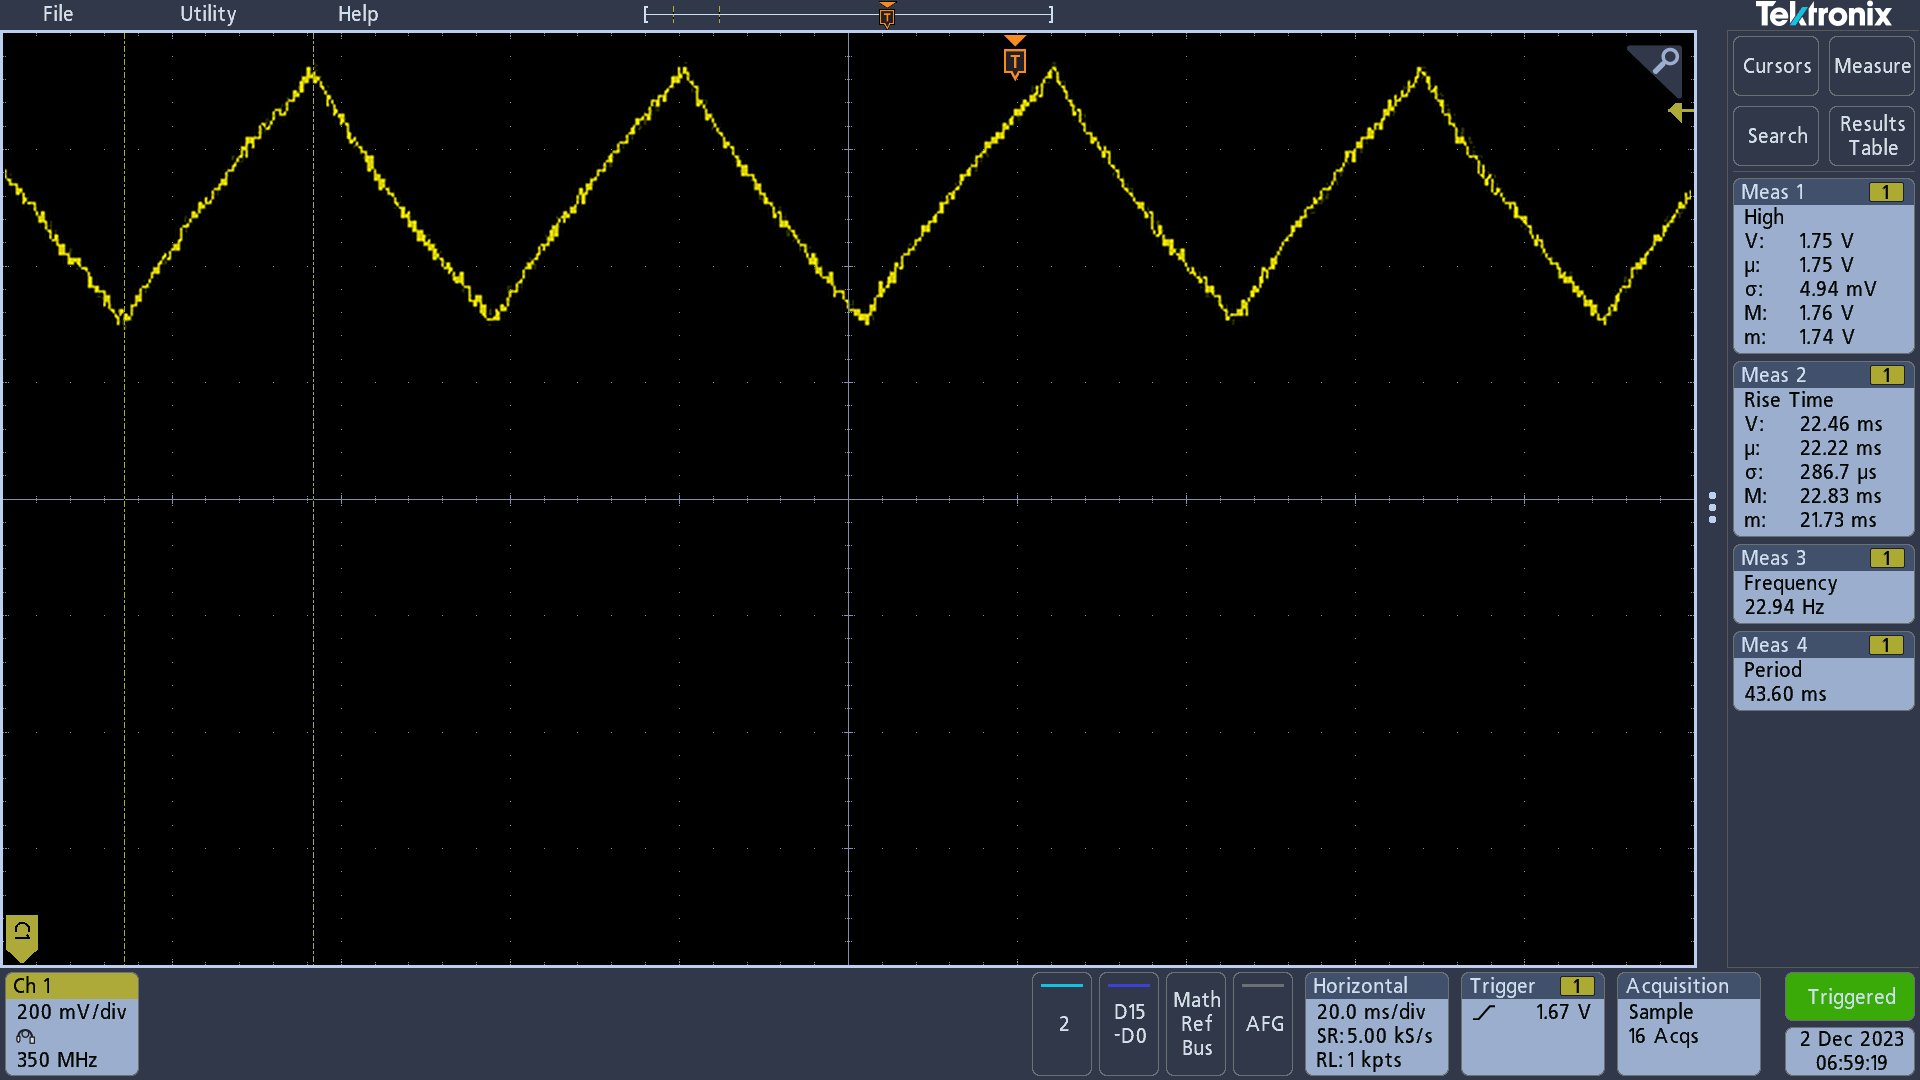 File Utility Help
T
Tektronix
T
Cursors Measure
Search Results Table
Meas 1 1
High
V: 1.75 V
μ: 1.75 V
σ: 4.94 mV
M: 1.76 V
m: 1.74 V
Meas 2 1
Rise Time
V: 22.46 ms
μ: 22.22 ms
σ: 286.7 μs
M: 22.83 ms
m: 21.73 ms
Meas 3 1
Frequency
22.94 Hz
Meas 4 1
Period
43.60 ms
C1
Ch 1
200 mV/div
350 MHz
2
D15
-D0
Math
Ref
Bus
AFG
Horizontal
20.0 ms/div
SR: 5.00 kS/s
RL: 1 kpts
Trigger 1
1.67 V
Acquisition
Sample
16 Acqs
Triggered
2 Dec 2023
06:59:19